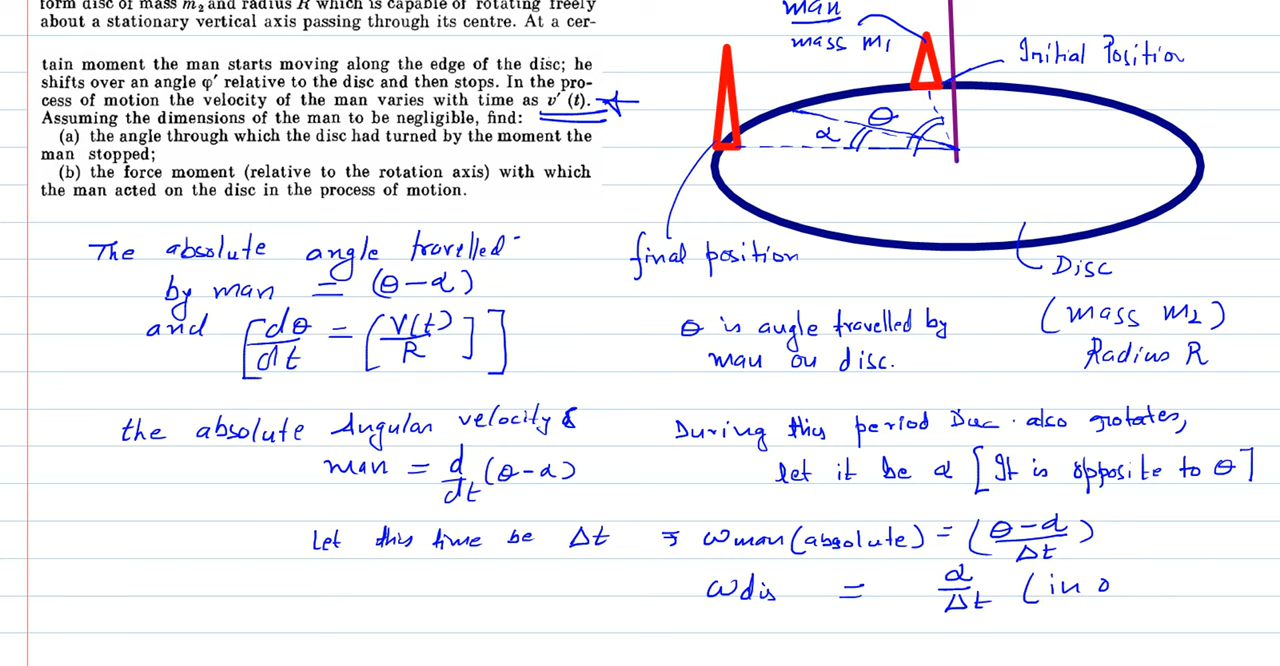 form disc of mass m₂ and radius R which is capable of rotating freely
about a stationary vertical axis passing through its centre. At a cer-
tain moment the man starts moving along the edge of the disc; he
shifts over an angle φ′ relative to the disc and then stops. In the pro-
cess of motion the velocity of the man varies with time as v′ (t).
Assuming the dimensions of the man to be negligible, find:
(a) the angle through which the disc had turned by the moment the
man stopped;
(b) the force moment (relative to the rotation axis) with which
the man acted on the disc in the process of motion.
man
mass m₁
Initial Position
θ
α
final position
Disc
(mass m₂)
Radius R
The absolute angle travelled
by man = (θ-α)
and [dθ/dt = (V(t)/R]]
θ is angle travelled by
man on disc.
the absolute Angular velocity of
man = d/dt (θ-α)
During this period Disc also rotates,
let it be α [It is opposite to θ]
Let this time be Δt
ω man (absolute) = (θ-α/Δt)
ω dis = α/Δt (in o